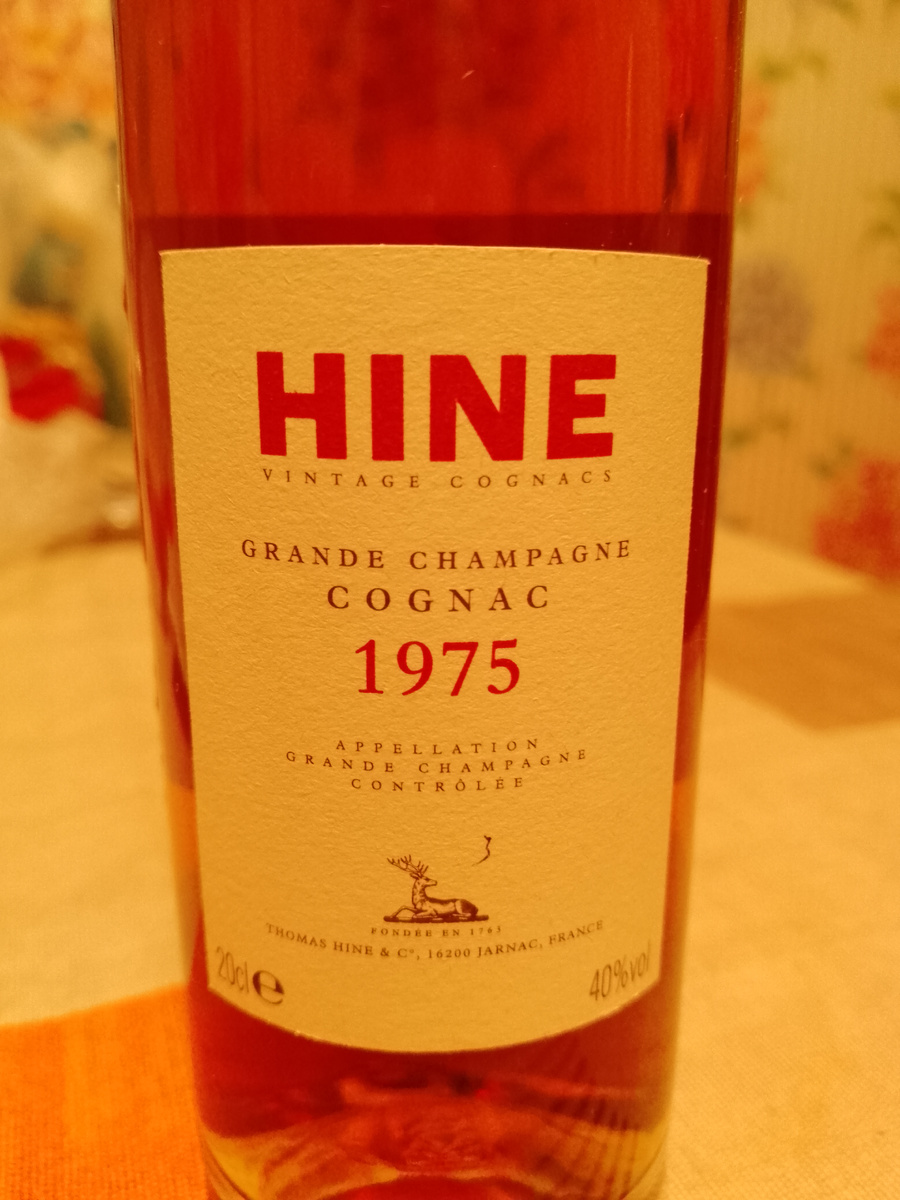 HINE
VINTAGE COGNACS
GRANDE CHAMPAGNE
COGNAC
1975
APPELLATION
GRANDE CHAMPAGNE
CONTRÔLÉE
FONDÉE EN 1763
THOMAS HINE & C°, 16200 JARNAC, FRANCE
20cl e
40%vol